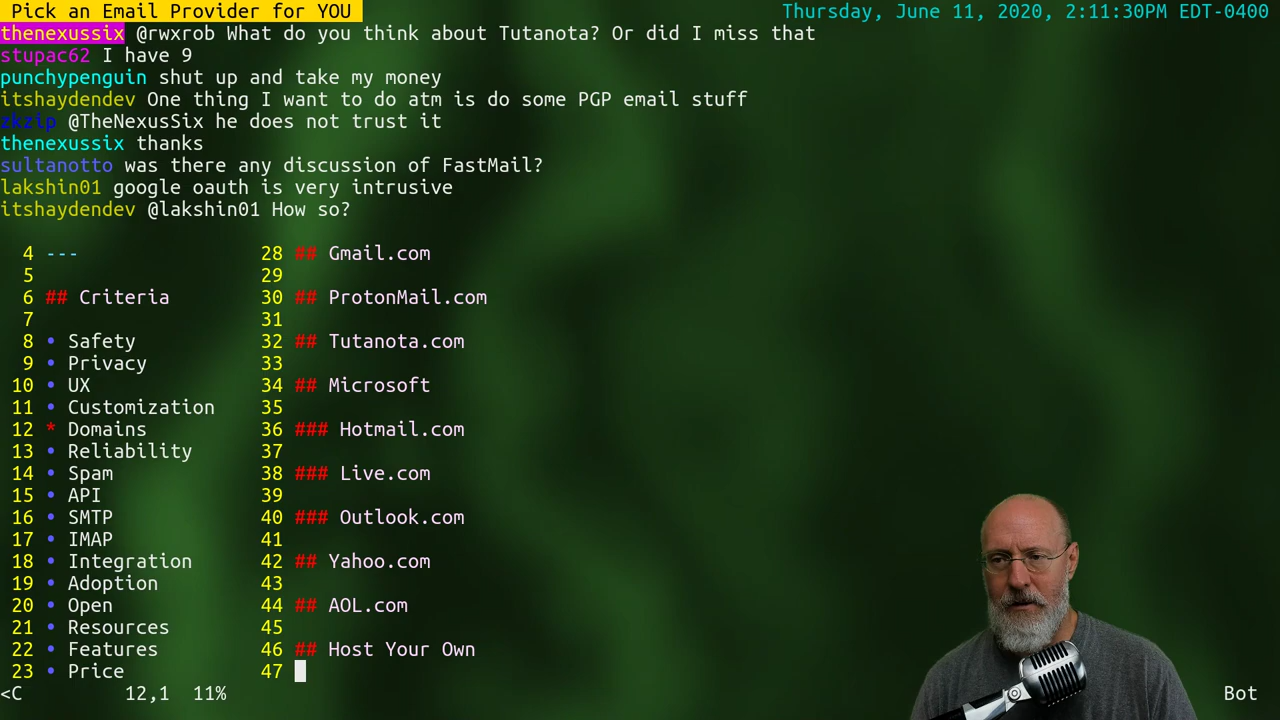 Pick an Email Provider for YOU
Thursday, June 11, 2020, 2:11:30PM EDT-0400
thenexussix @rwxrob What do you think about Tutanota? Or did I miss that
stupac62 I have 9
punchypenguin shut up and take my money
itshaydendev One thing I want to do atm is do some PGP email stuff
zkzip @TheNexusSix he does not trust it
thenexussix thanks
sultanotto was there any discussion of FastMail?
lakshin01 google oauth is very intrusive
itshaydendev @lakshin01 How so?
4 ---
5
6 ## Criteria
7
8 • Safety
9 • Privacy
10 • UX
11 • Customization
12 * Domains
13 • Reliability
14 • Spam
15 • API
16 • SMTP
17 • IMAP
18 • Integration
19 • Adoption
20 • Open
21 • Resources
22 • Features
23 • Price
28 ## Gmail.com
29
30 ## ProtonMail.com
31
32 ## Tutanota.com
33
34 ## Microsoft
35
36 ### Hotmail.com
37
38 ### Live.com
39
40 ### Outlook.com
41
42 ## Yahoo.com
43
44 ## AOL.com
45
46 ## Host Your Own
47
<C 12,1 11%
Bot